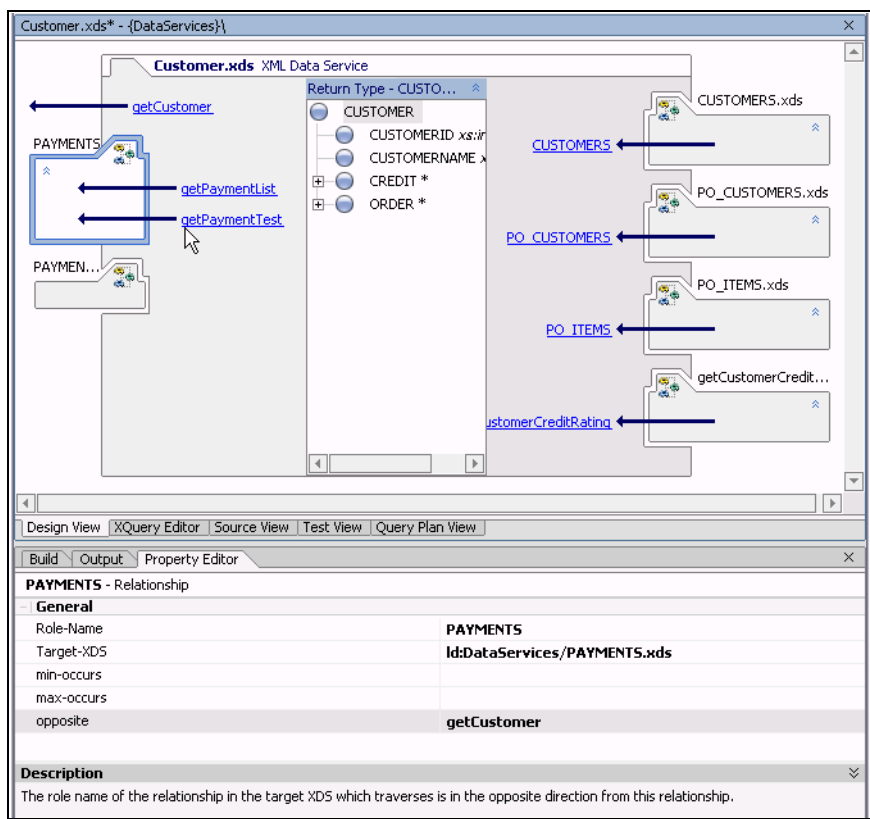 Customer.xds* - {DataServices}\
Customer.xds XML Data Service
getCustomer
PAYMENTS
getPaymentList
getPaymentTest
PAYMEN...
Return Type - CUSTO...
CUSTOMER
CUSTOMERID xs:ir
CUSTOMERNAME x
CREDIT *
ORDER *
CUSTOMERS.xds
CUSTOMERS
PO_CUSTOMERS.xds
PO_CUSTOMERS
PO_ITEMS.xds
PO_ITEMS
getCustomerCredit...
ustomerCreditRating
Design View XQuery Editor Source View Test View Query Plan View
Build Output Property Editor
PAYMENTS - Relationship
General
Role-Name PAYMENTS
Target-XDS ld:DataServices/PAYMENTS.xds
min-occurs
max-occurs
opposite getCustomer
Description
The role name of the relationship in the target XDS which traverses is in the opposite direction from this relationship.